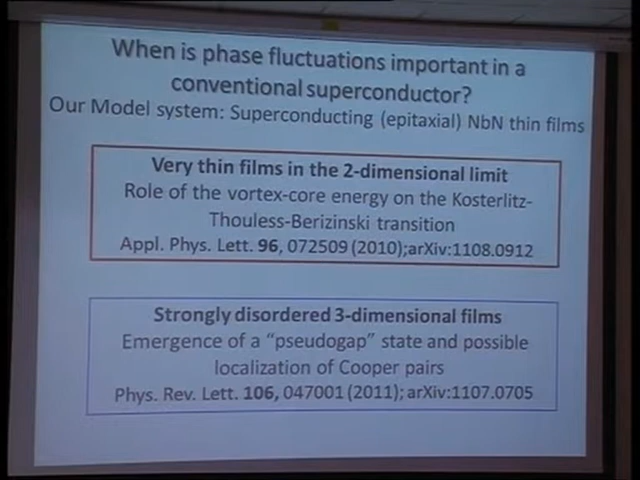 When is phase fluctuations important in a
conventional superconductor?
Our Model system: Superconducting (epitaxial) NbN thin films
Very thin films in the 2-dimensional limit
Role of the vortex-core energy on the Kosterlitz-
Thouless-Berizinski transition
Appl. Phys. Lett. 96, 072509 (2010);arXiv:1108.0912
Strongly disordered 3-dimensional films
Emergence of a "pseudogap" state and possible
localization of Cooper pairs
Phys. Rev. Lett. 106, 047001 (2011); arXiv:1107.0705